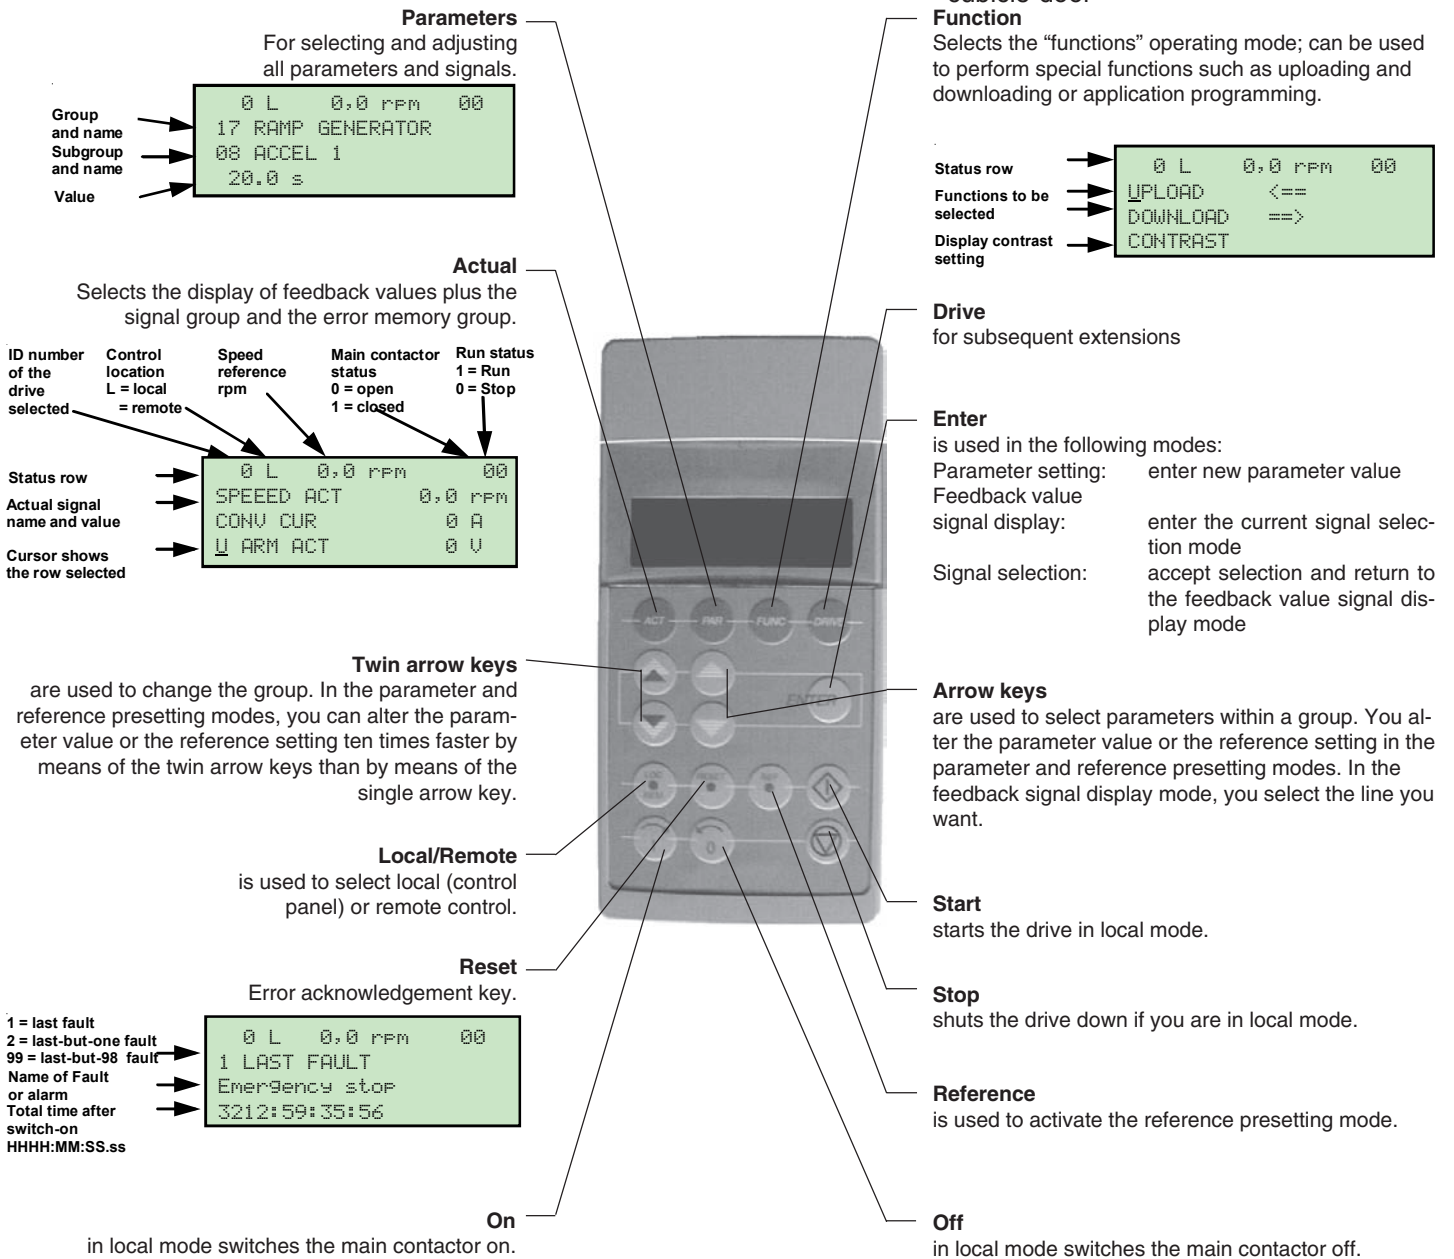 Parameters
For selecting and adjusting
all parameters and signals.
Group
and name
Subgroup
and name
Value
0 L 0,0 rpm 00
17 RAMP GENERATOR
08 ACCEL 1
20.0 s
Actual
Selects the display of feedback values plus the
signal group and the error memory group.
ID number
of the
drive
selected
Control
location
L = local
= remote
Speed
reference
rpm
Main contactor
status
0 = open
1 = closed
Run status
1 = Run
0 = Stop
Status row
Actual signal
name and value
Cursor shows
the row selected
0 L 0,0 rpm 00
SPEEED ACT 0,0 rpm
CONV CUR 0 A
U ARM ACT 0 V
Twin arrow keys
are used to change the group. In the parameter and
reference presetting modes, you can alter the param-
eter value or the reference setting ten times faster by
means of the twin arrow keys than by means of the
single arrow key.
Local/Remote
is used to select local (control
panel) or remote control.
Reset
Error acknowledgement key.
1 = last fault
2 = last-but-one fault
99 = last-but-98 fault
Name of Fault
or alarm
Total time after
switch-on
HHHH:MM:SS.ss
0 L 0,0 rpm 00
1 LAST FAULT
Emergency stop
3212:59:35:56
On
in local mode switches the main contactor on.
ACT PAR FUNC DRIVE
ENTER
LOC
REM
RESET
REF
0
Function
Selects the “functions” operating mode; can be used
to perform special functions such as uploading and
downloading or application programming.
Status row
Functions to be
selected
Display contrast
setting
0 L 0,0 rpm 00
UPLOAD <==
DOWNLOAD ==>
CONTRAST
Drive
for subsequent extensions
Enter
is used in the following modes:
Parameter setting: enter new parameter value
Feedback value
signal display: enter the current signal selec-
tion mode
Signal selection: accept selection and return to
the feedback value signal dis-
play mode
Arrow keys
are used to select parameters within a group. You al-
ter the parameter value or the reference setting in the
parameter and reference presetting modes. In the
feedback signal display mode, you select the line you
want.
Start
starts the drive in local mode.
Stop
shuts the drive down if you are in local mode.
Reference
is used to activate the reference presetting mode.
Off
in local mode switches the main contactor off.